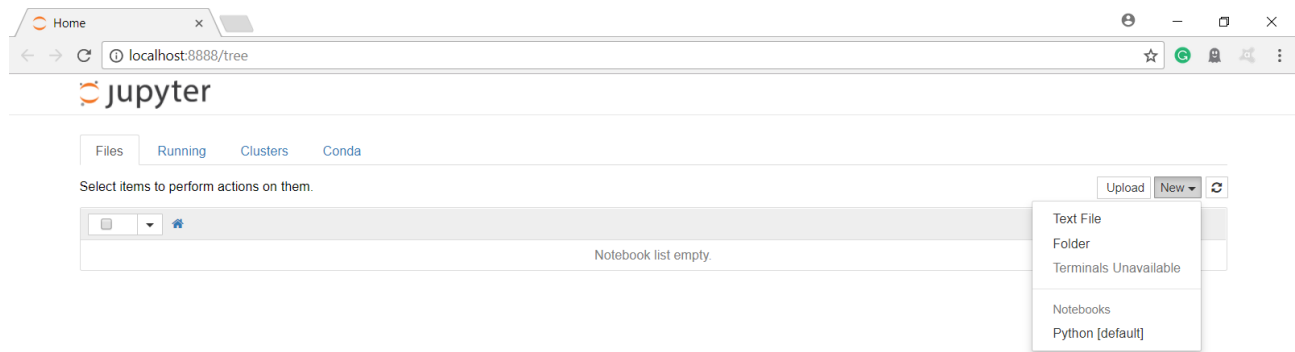 Home
localhost:8888/tree
jupyter
Files Running Clusters Conda
Select items to perform actions on them.
Upload New
Text File
Folder
Terminals Unavailable
Notebook list empty.
Notebooks
Python [default]